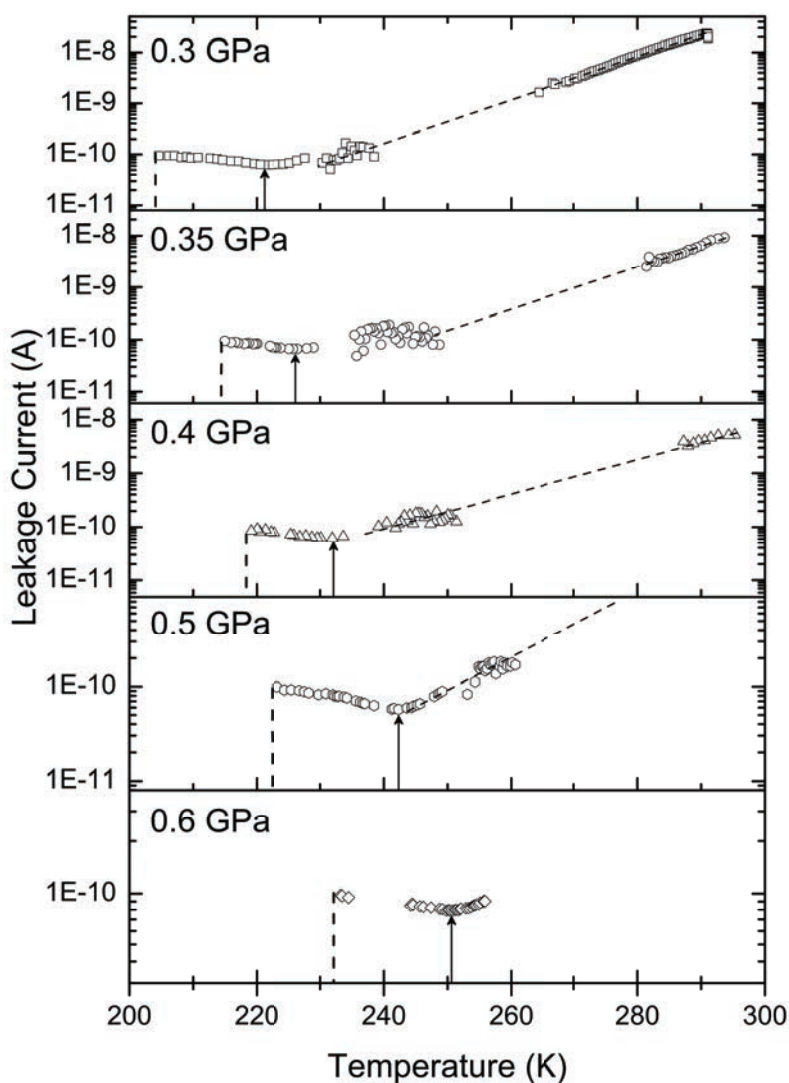 0.3 GPa
1E-8
1E-9
1E-10
1E-11
0.35 GPa
1E-8
1E-9
1E-10
1E-11
0.4 GPa
1E-8
1E-9
1E-10
1E-11
0.5 GPa
1E-10
1E-11
0.6 GPa
1E-10
Leakage Current (A)
200 220 240 260 280 300
Temperature (K)